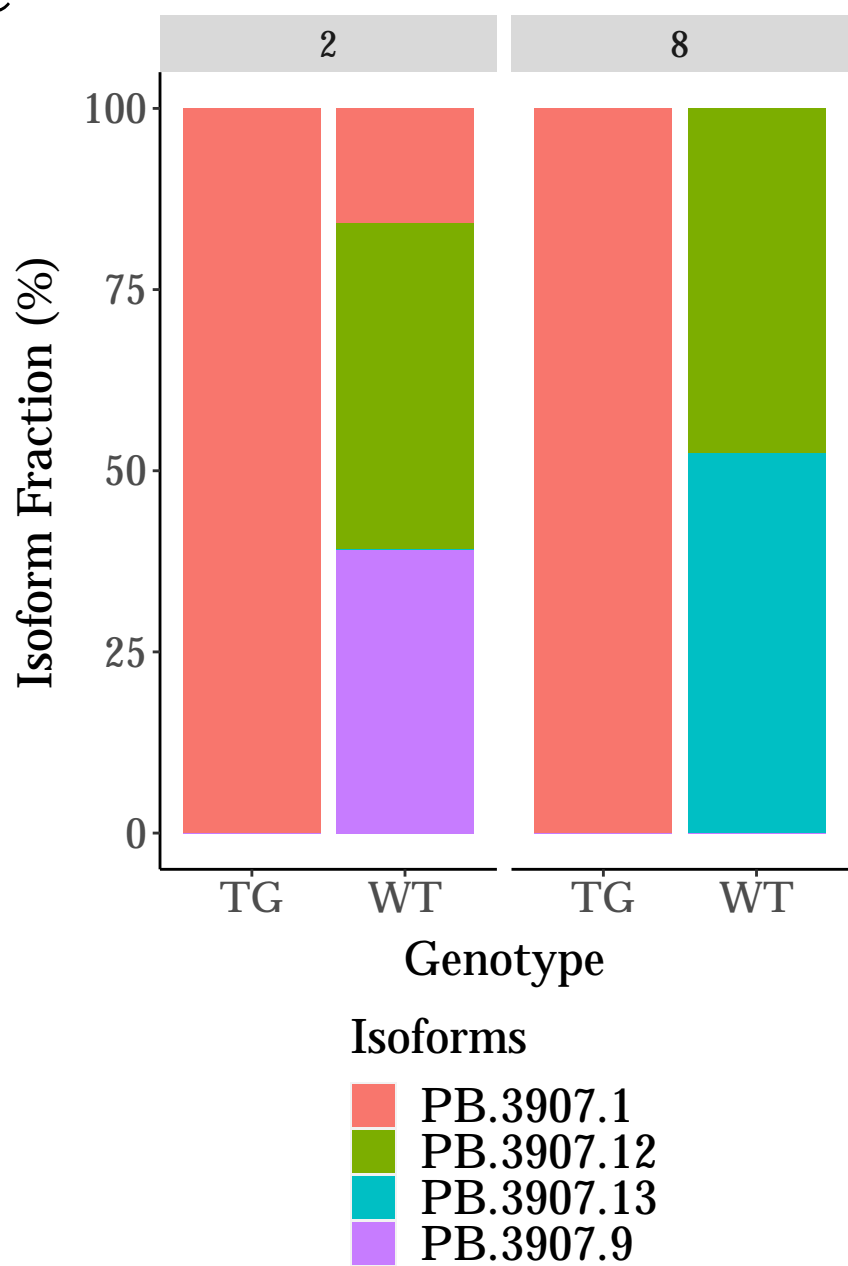 2 8
100
75
50
25
0
Isoform Fraction (%)
TG WT TG WT
Genotype
Isoforms
PB.3907.1
PB.3907.12
PB.3907.13
PB.3907.9